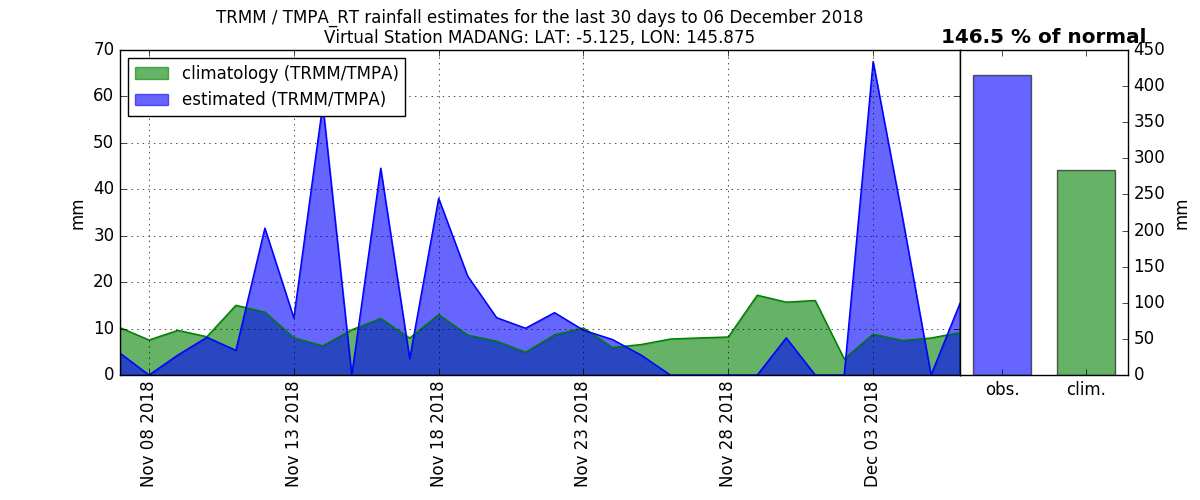 TRMM / TMPA_RT rainfall estimates for the last 30 days to 06 December 2018
Virtual Station MADANG: LAT: -5.125, LON: 145.875
146.5 % of normal
climatology (TRMM/TMPA)
estimated (TRMM/TMPA)
mm
70
60
50
40
30
20
10
0
Nov 08 2018
Nov 13 2018
Nov 18 2018
Nov 23 2018
Nov 28 2018
Dec 03 2018
450
400
350
300
250
200
150
100
50
0
mm
obs.
clim.